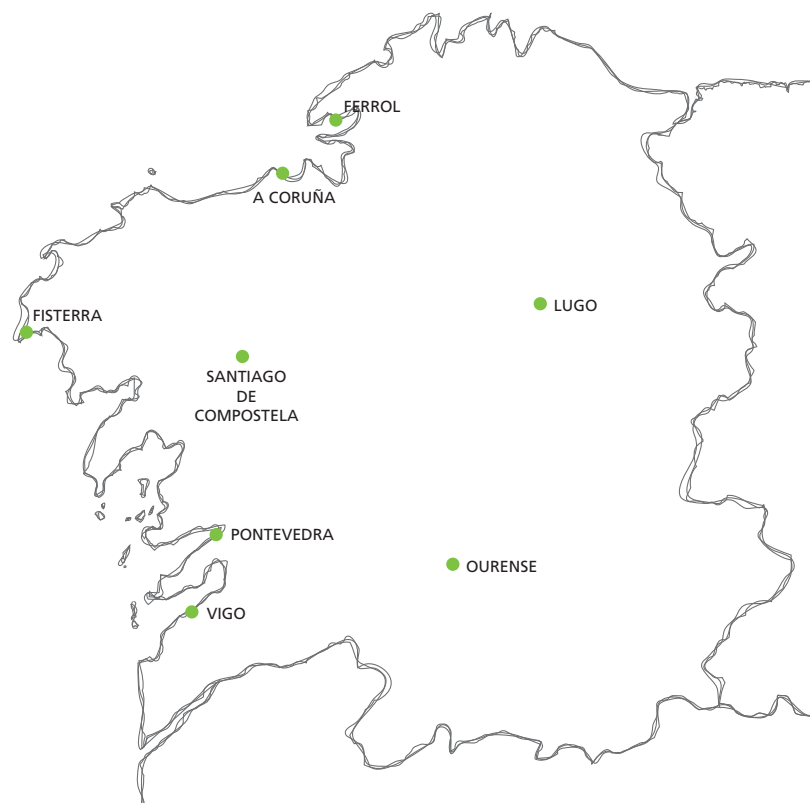 FERROL
A CORUÑA
LUGO
FISTERRA
SANTIAGO
DE
COMPOSTELA
PONTEVEDRA
OURENSE
VIGO